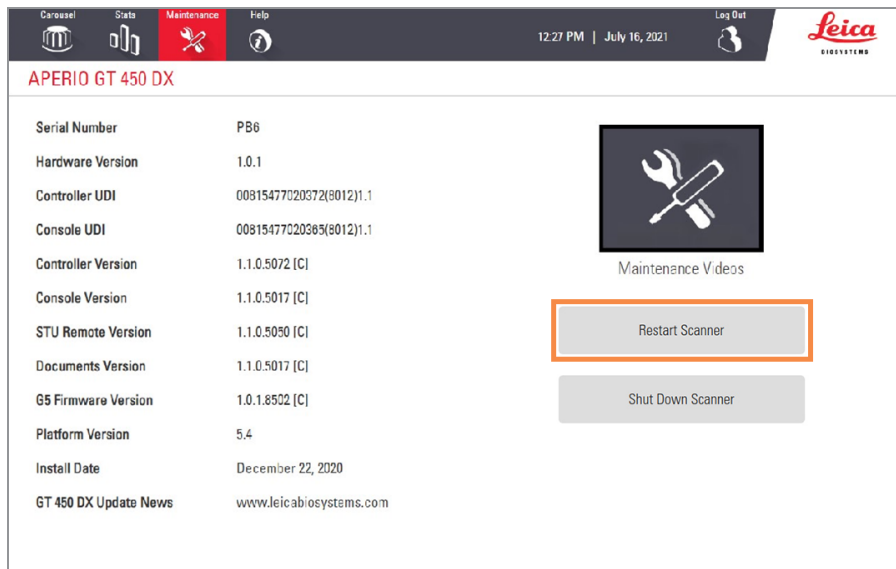 Carousel Stats Maintenance Help Log Out
12:27 PM | July 16, 2021
Leica
BIOSYSTEMS
APERIO GT 450 DX
Serial Number PB6
Hardware Version 1.0.1
Controller UDI 00815477020372(8012)1.1
Console UDI 00815477020365(8012)1.1
Controller Version 1.1.0.5072 [C]
Console Version 1.1.0.5017 [C]
STU Remote Version 1.1.0.5050 [C]
Documents Version 1.1.0.5017 [C]
G5 Firmware Version 1.0.1.8502 [C]
Platform Version 5.4
Install Date December 22, 2020
GT 450 DX Update News www.leicabiosystems.com
Maintenance Videos
Restart Scanner
Shut Down Scanner